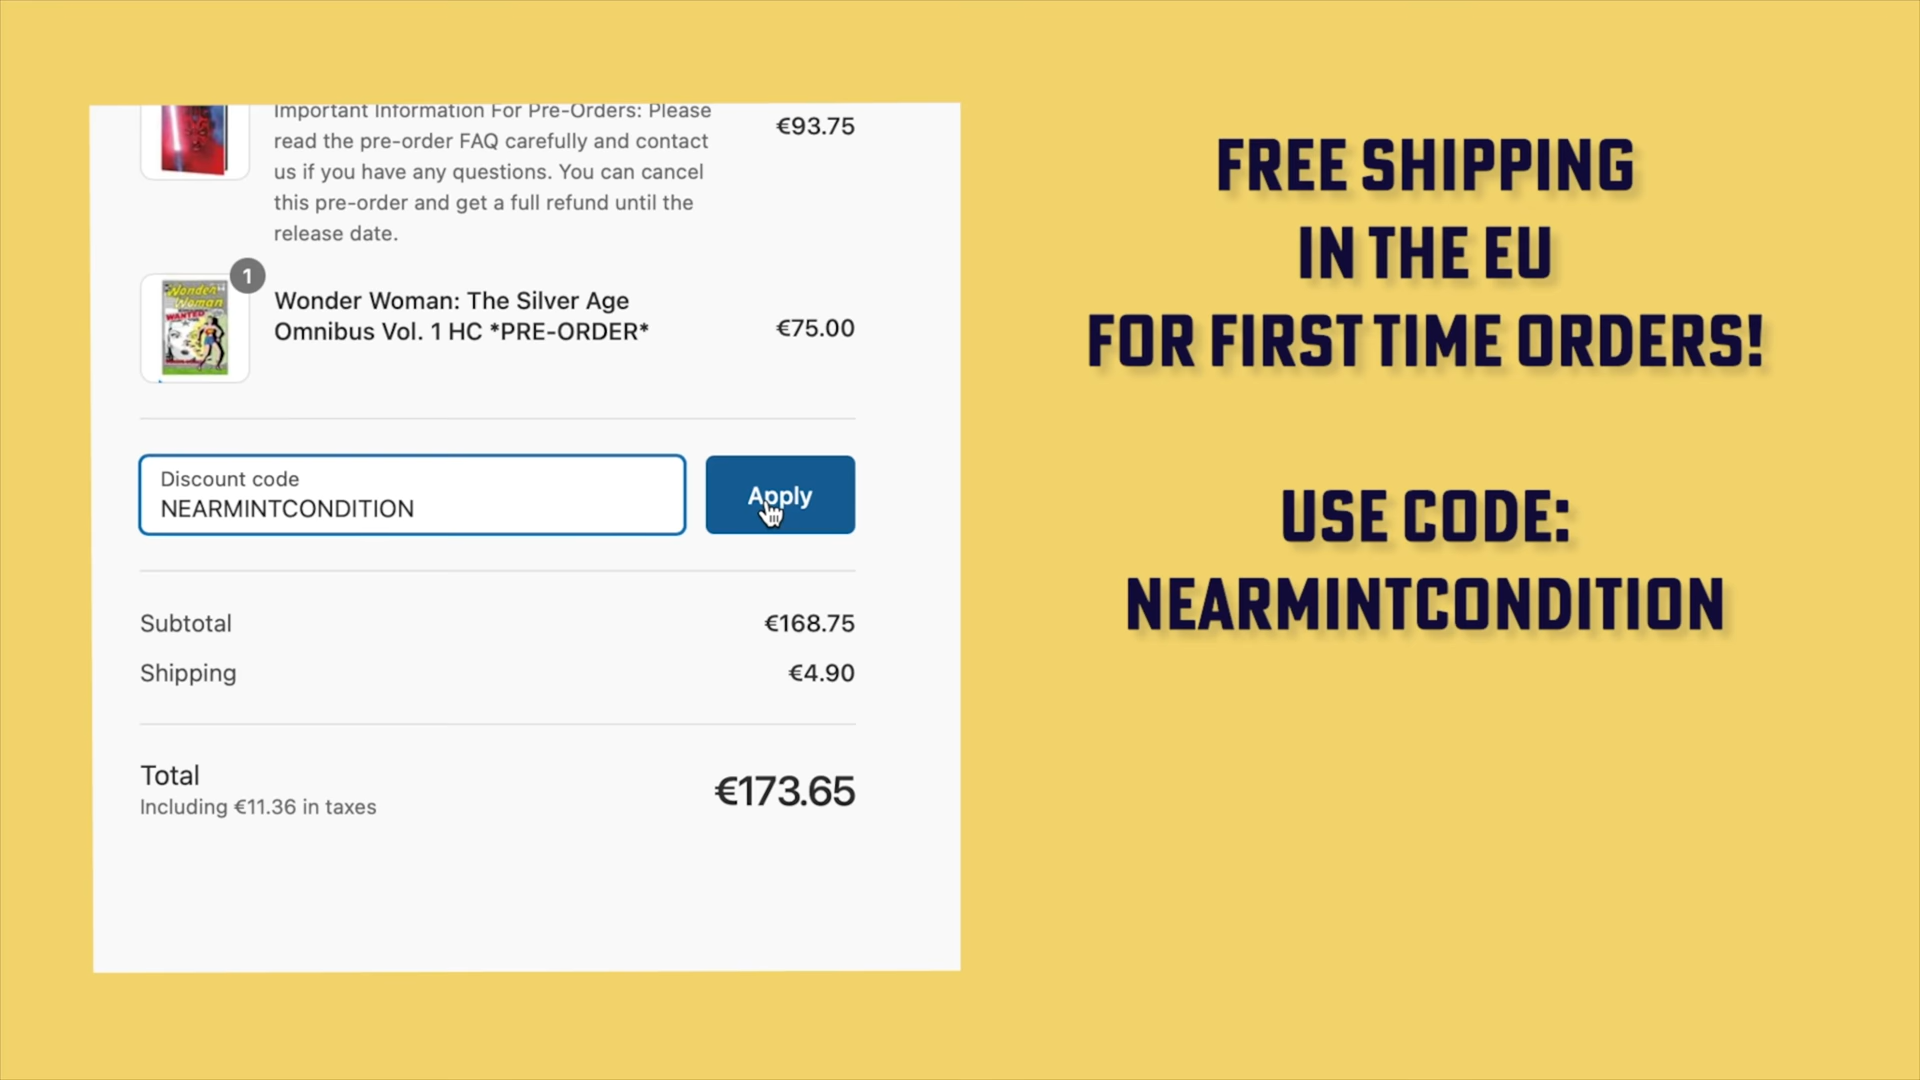 Important Information For Pre-Orders: Please
€93.75
read the pre-order FAQ carefully and contact
us if you have any questions. You can cancel
this pre-order and get a full refund until the
release date.
1
Wonder Woman
WANTED
Wonder Woman: The Silver Age
Omnibus Vol. 1 HC *PRE-ORDER*
€75.00
Discount code
NEARMINTCONDITION
Apply
Subtotal
€168.75
Shipping
€4.90
Total
Including €11.36 in taxes
€173.65
FREE SHIPPING
IN THE EU
FOR FIRST TIME ORDERS!
USE CODE:
NEARMINTCONDITION